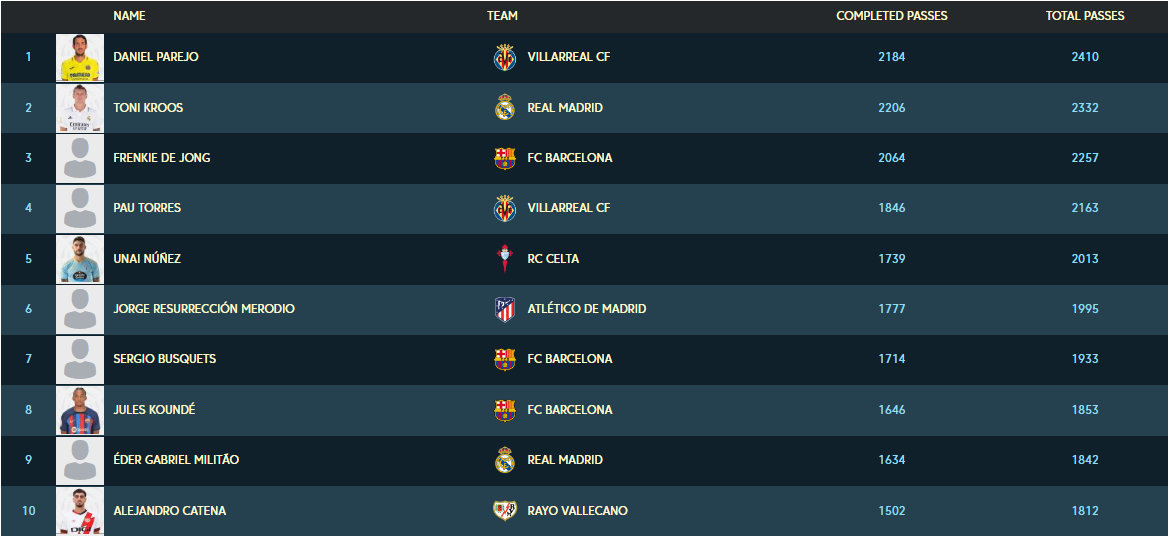 NAME TEAM COMPLETED PASSES TOTAL PASSES
1 DANIEL PAREJO VILLARREAL CF 2184 2410
2 TONI KROOS REAL MADRID 2206 2332
3 FRENKIE DE JONG FC BARCELONA 2064 2257
4 PAU TORRES VILLARREAL CF 1846 2163
5 UNAI NÚÑEZ RC CELTA 1739 2013
6 JORGE RESURRECCIÓN MERODIO ATLÉTICO DE MADRID 1777 1995
7 SERGIO BUSQUETS FC BARCELONA 1714 1933
8 JULES KOUNDÉ FC BARCELONA 1646 1853
9 ÉDER GABRIEL MILITÃO REAL MADRID 1634 1842
10 ALEJANDRO CATENA RAYO VALLECANO 1502 1812